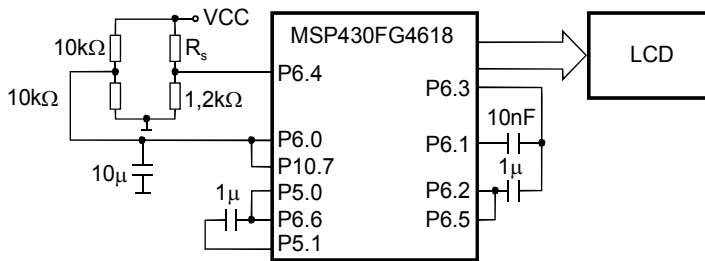 VCC
10kΩ
Rs
10kΩ
1,2kΩ
10μ
1μ
MSP430FG4618
P6.4
P6.0
P10.7
P5.0
P6.6
P5.1
P6.3
P6.1
P6.2
P6.5
10nF
1μ
LCD